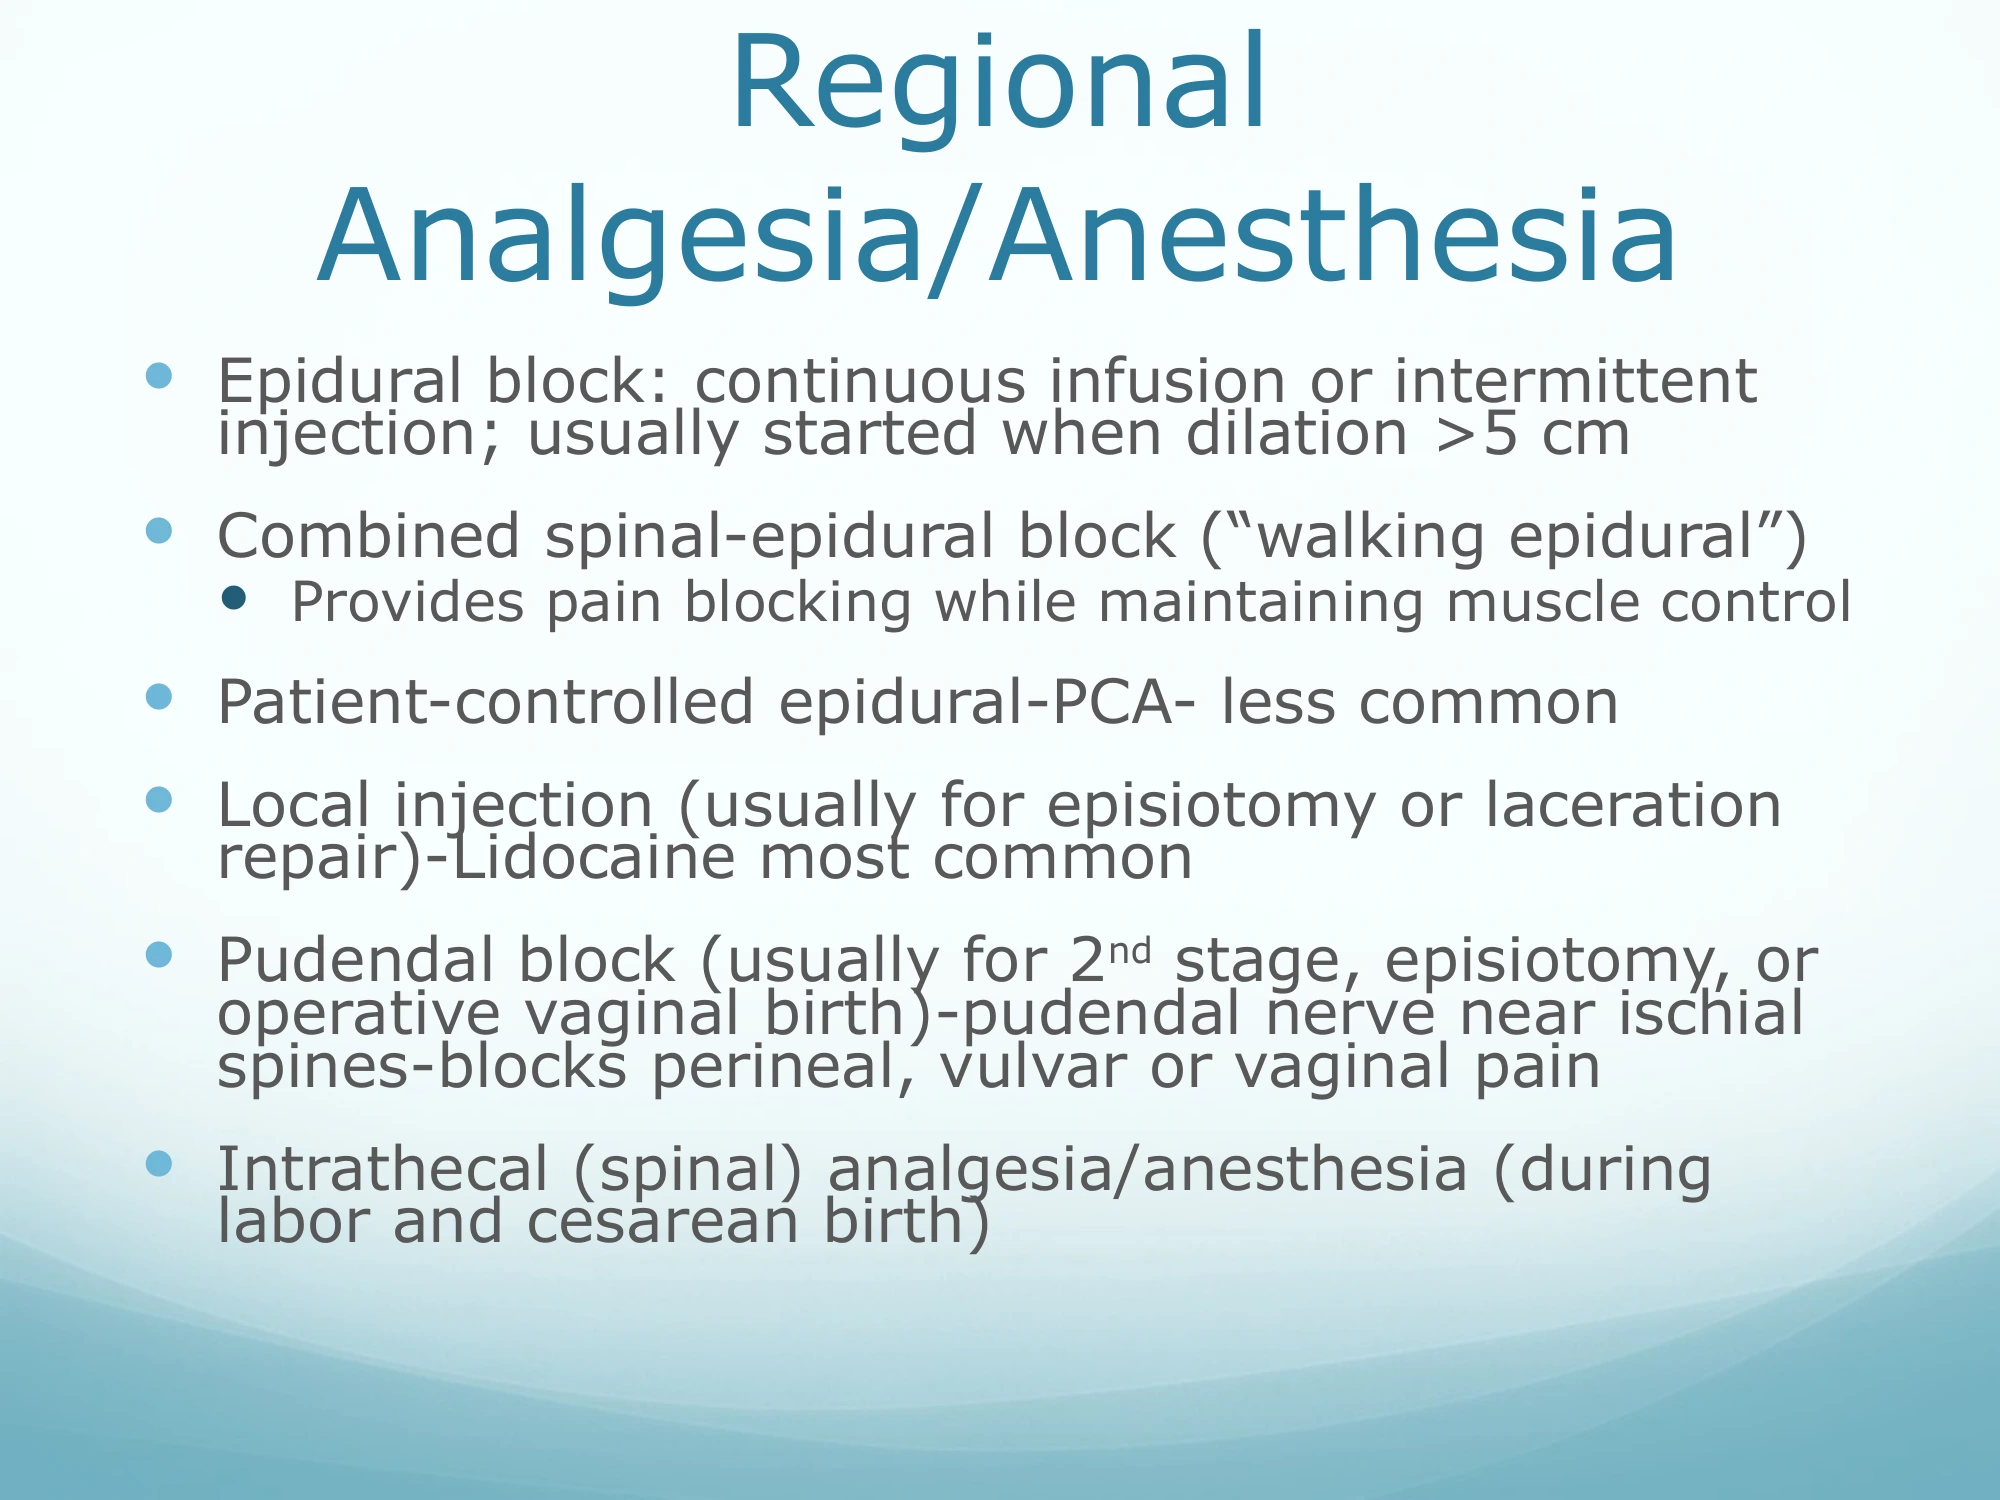 Regional
Analgesia/Anesthesia
• Epidural block: continuous infusion or intermittent
injection; usually started when dilation >5 cm
• Combined spinal-epidural block (“walking epidural”)
• Provides pain blocking while maintaining muscle control
• Patient-controlled epidural-PCA- less common
• Local injection (usually for episiotomy or laceration
repair)-Lidocaine most common
• Pudendal block (usually for 2nd stage, episiotomy, or
operative vaginal birth)-pudendal nerve near ischial
spines-blocks perineal, vulvar or vaginal pain
• Intrathecal (spinal) analgesia/anesthesia (during
labor and cesarean birth)